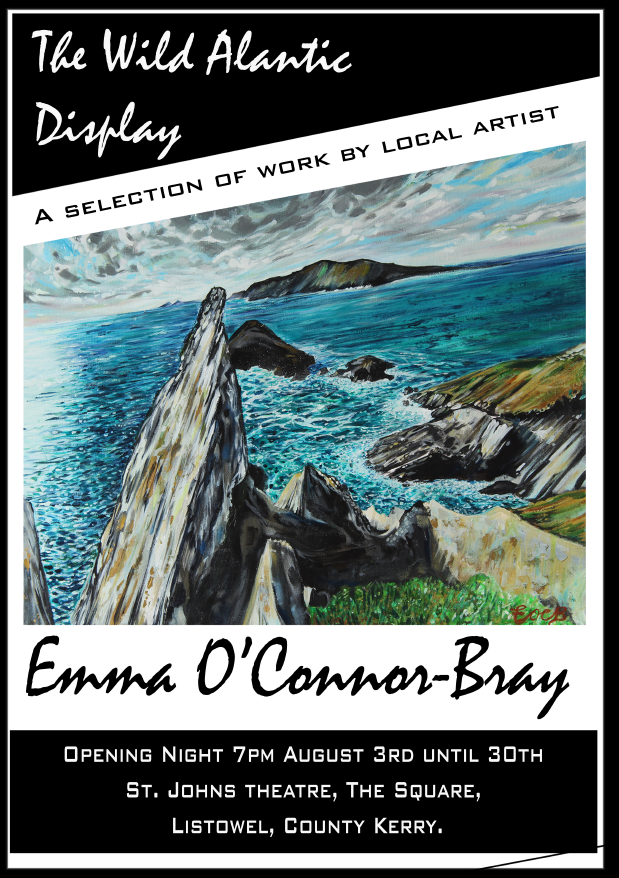 The Wild Alantic
Display
A SELECTION OF WORK BY LOCAL ARTIST
Emma O'Connor-Bray
Opening Night 7pm August 3rd until 30th
St. Johns theatre, The Square,
Listowel, County Kerry.